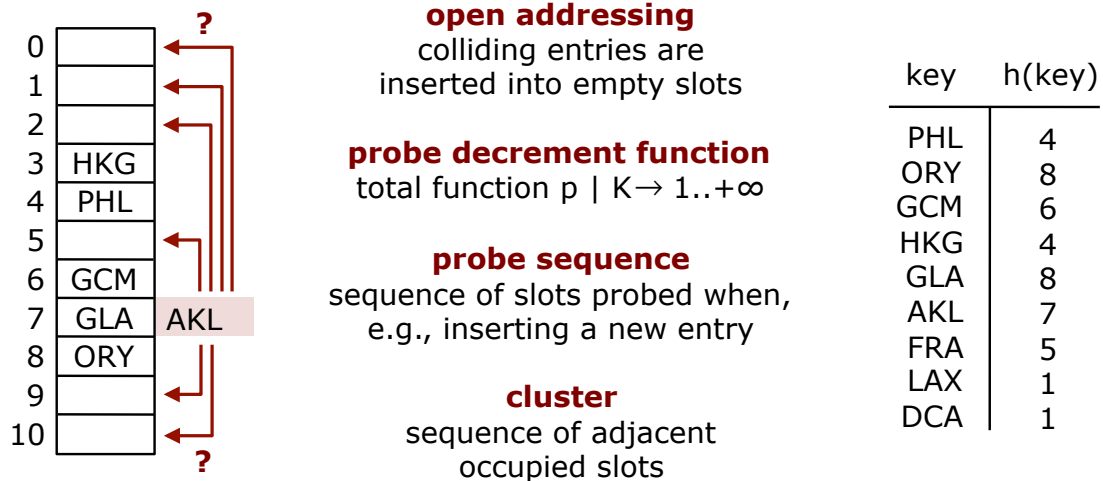 ?
0
1
2
3 HKG
4 PHL
5
6 GCM
7 GLA AKL
8 ORY
9
10
?
open addressing
colliding entries are
inserted into empty slots
probe decrement function
total function p | K→ 1..+∞
probe sequence
sequence of slots probed when,
e.g., inserting a new entry
cluster
sequence of adjacent
occupied slots
key h(key)
PHL 4
ORY 8
GCM 6
HKG 4
GLA 8
AKL 7
FRA 5
LAX 1
DCA 1